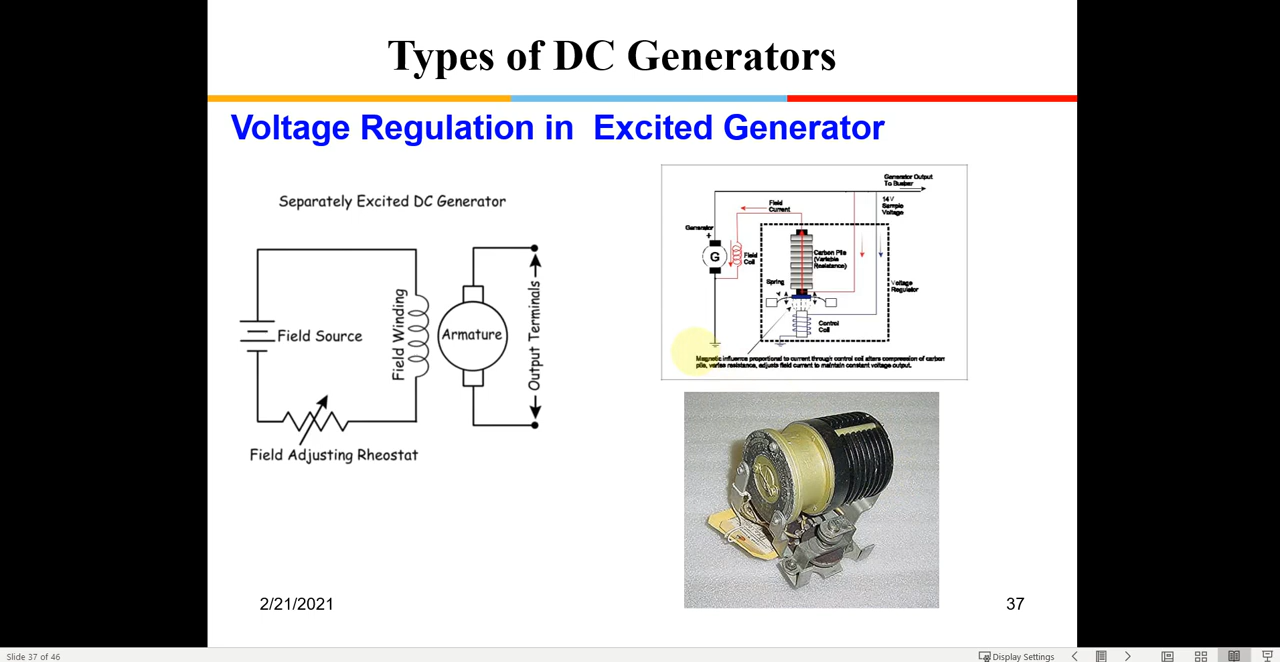 Types of DC Generators
Voltage Regulation in Excited Generator
Separately Excited DC Generator
Field Source
Field Winding
Armature
Output Terminals
Field Adjusting Rheostat
Generator Output
To Busbar
14V
Sample
Voltage
Field
Current
Generator
+
G
Field
Coil
Carbon Pile
(Variable
Resistance)
Spring
Voltage
Regulator
Control
Coil
Magnetic influence proportional to current through control coil alters compression of carbon
pile, varies resistance, adjusts field current to maintain constant voltage output.
2/21/2021
37
Slide 37 of 46
Display Settings